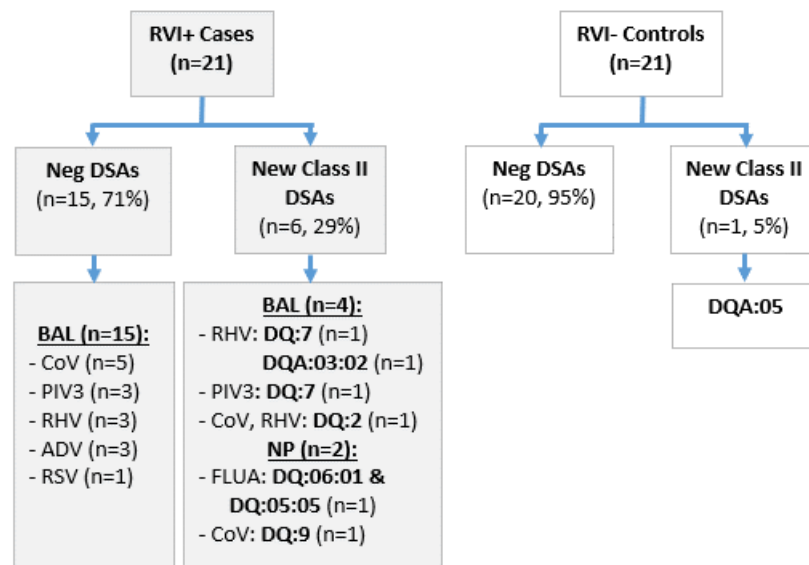 RVI+ Cases
(n=21)
RVI- Controls
(n=21)
Neg DSAs
(n=15, 71%)
New Class II
DSAs
(n=6, 29%)
Neg DSAs
(n=20, 95%)
New Class II
DSAs
(n=1, 5%)
BAL (n=15):
- CoV (n=5)
- PIV3 (n=3)
- RHV (n=3)
- ADV (n=3)
- RSV (n=1)
BAL (n=4):
- RHV: DQ:7 (n=1)
DQA:03:02 (n=1)
- PIV3: DQ:7 (n=1)
- CoV, RHV: DQ:2 (n=1)
NP (n=2):
- FLUA: DQ:06:01 &
DQ:05:05 (n=1)
- CoV: DQ:9 (n=1)
DQA:05